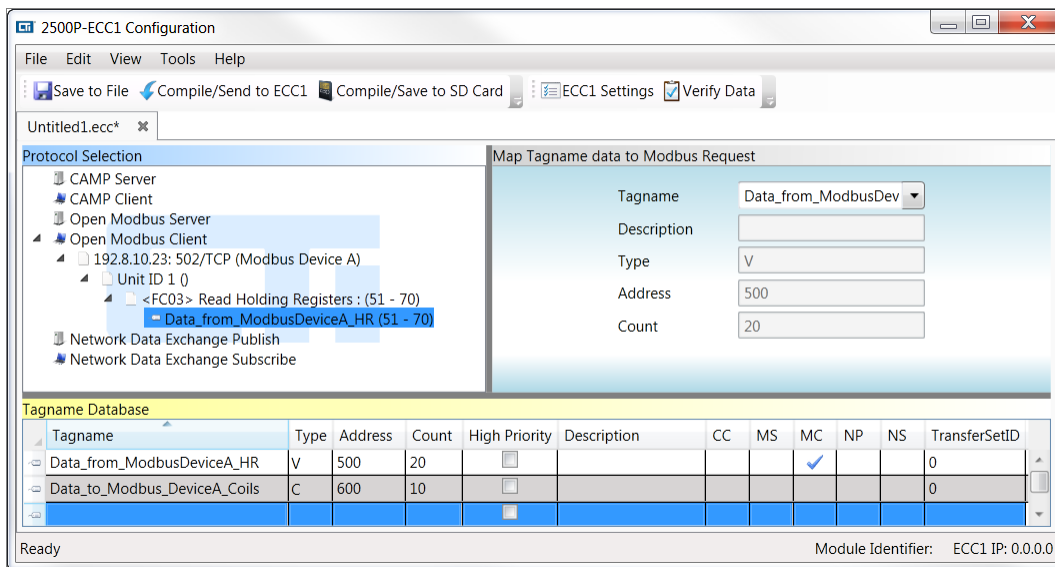 CTI 2500P-ECC1 Configuration
File Edit View Tools Help
Save to File Compile/Send to ECC1 Compile/Save to SD Card ECC1 Settings Verify Data
Untitled1.ecc*
Protocol Selection
CAMP Server
CAMP Client
Open Modbus Server
Open Modbus Client
192.8.10.23: 502/TCP (Modbus Device A)
Unit ID 1 ()
<FC03> Read Holding Registers : (51 - 70)
Data_from_ModbusDeviceA_HR (51 - 70)
Network Data Exchange Publish
Network Data Exchange Subscribe
Map Tagname data to Modbus Request
Tagname Data_from_ModbusDev
Description
Type V
Address 500
Count 20
Tagname Database
Tagname Type Address Count High Priority Description CC MS MC NP NS TransferSetID
Data_from_ModbusDeviceA_HR V 500 20 0
Data_to_Modbus_DeviceA_Coils C 600 10 0
Ready Module Identifier: ECC1 IP: 0.0.0.0